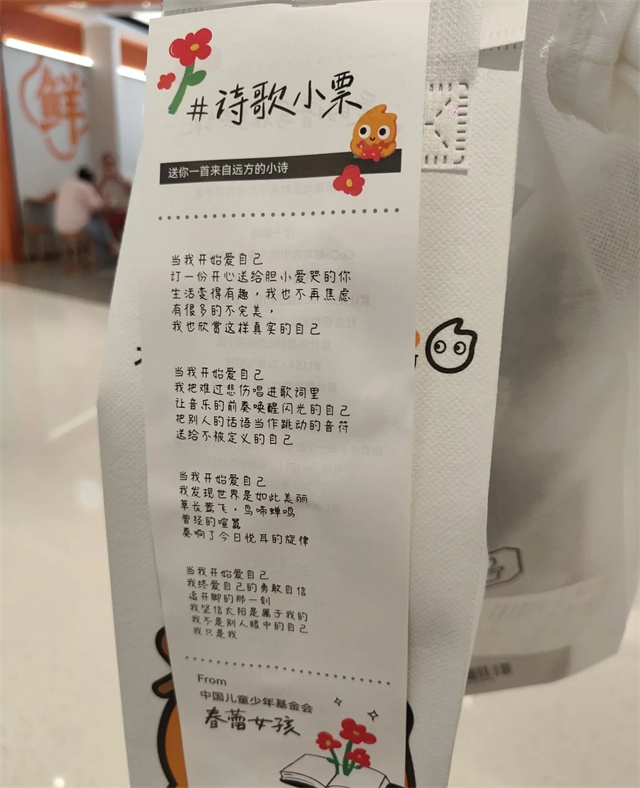 鲜
#诗歌小票
送你一首来自远方的小诗
当我开始爱自己
订一份开心送给胆小爱哭的你
生活变得有趣，我也不再焦虑
有很多的不完美，
我也欣赏这样真实的自己
当我开始爱自己
我把难过悲伤唱进歌词里
让音乐的前奏唤醒闪光的自己
把别人的话语当作跳动的音符
送给不被定义的自己
当我开始爱自己
我发现世界是如此美丽
草长莺飞，鸟啼蝉鸣
曾经的喧嚣
奏响了今日悦耳的旋律
当我开始爱自己
我终爱自己的勇敢自信
迈开脚的那一刻
我坚信太阳是属于我的
我不是别人眼中的自己
我只是我
From
中国儿童少年基金会
春蕾女孩